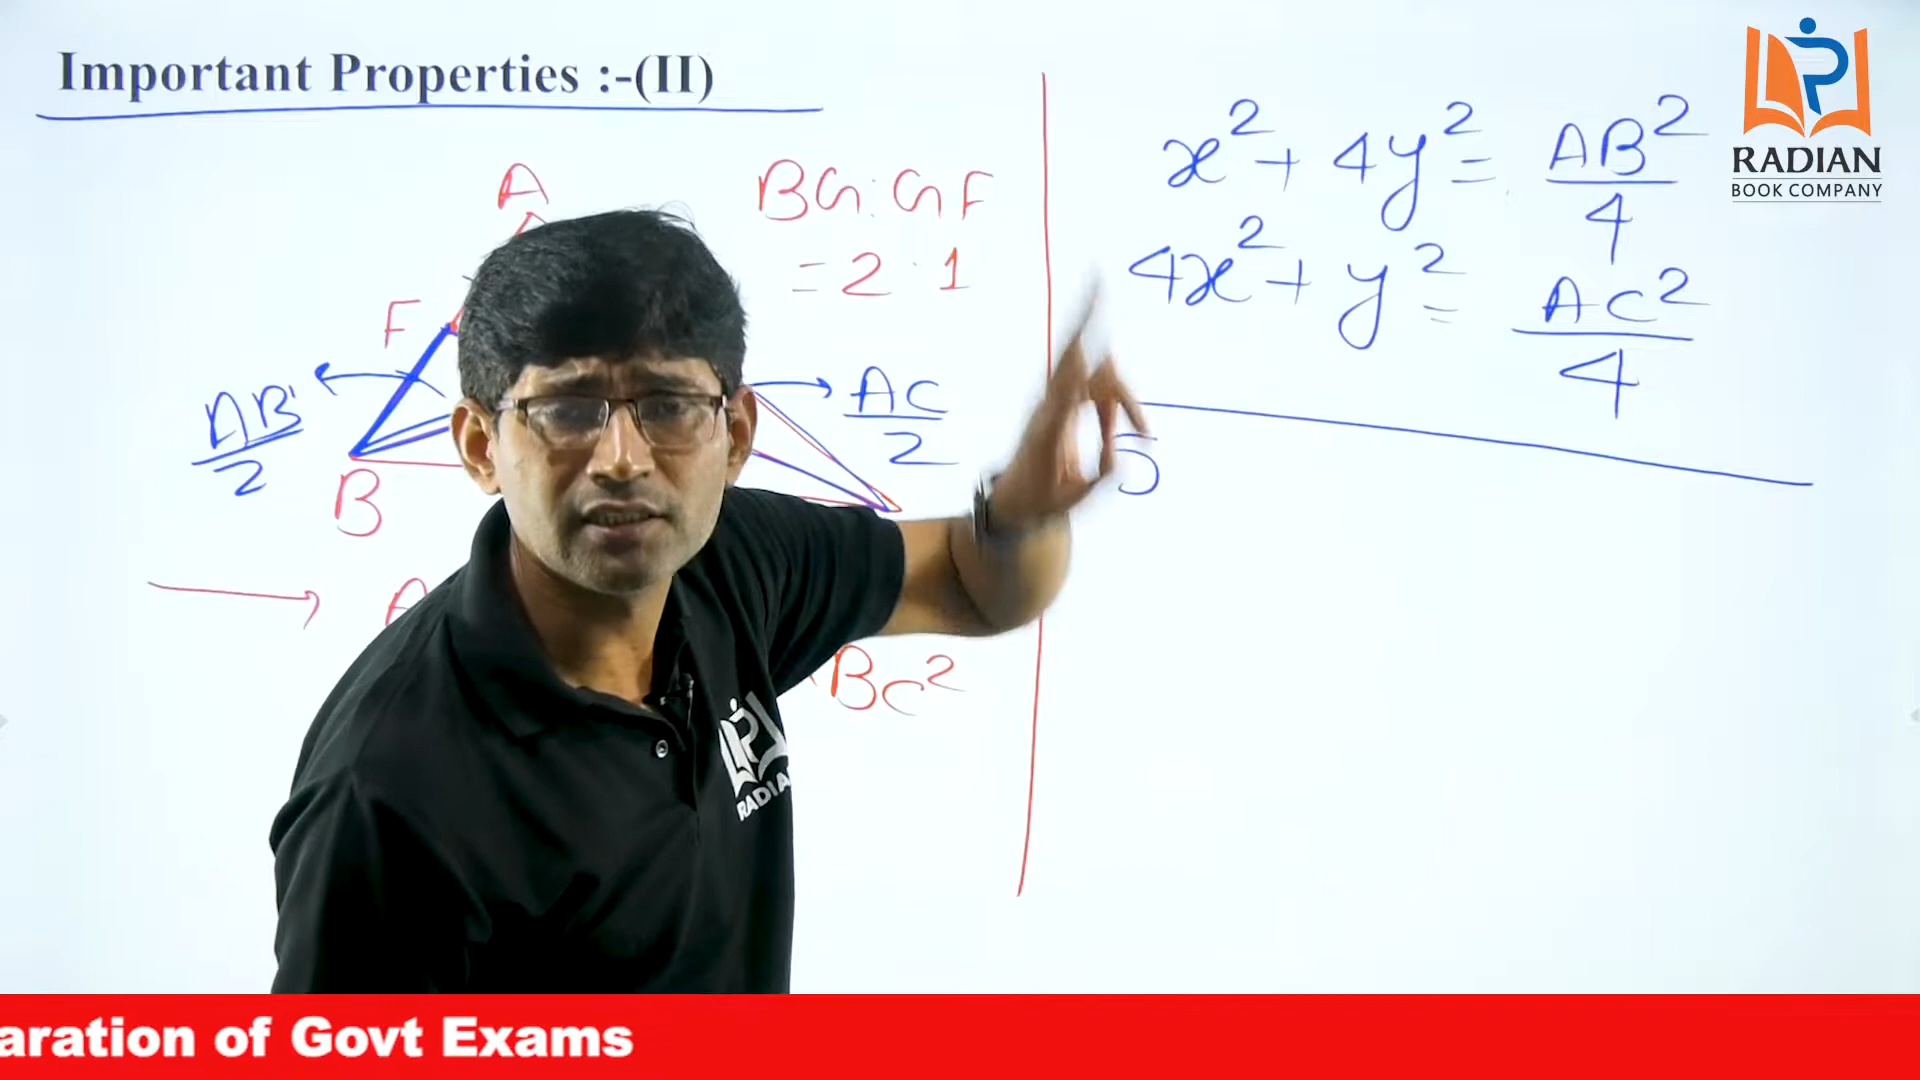 Important Properties :-(II)
A
BG : GF
= 2 : 1
F
AB/2
AC/2
B
A
BC²
x² + 4y² = AB²/4
4x² + y² = AC²/4
5
RADIAN
BOOK COMPANY
RADIAN
aration of Govt Exams